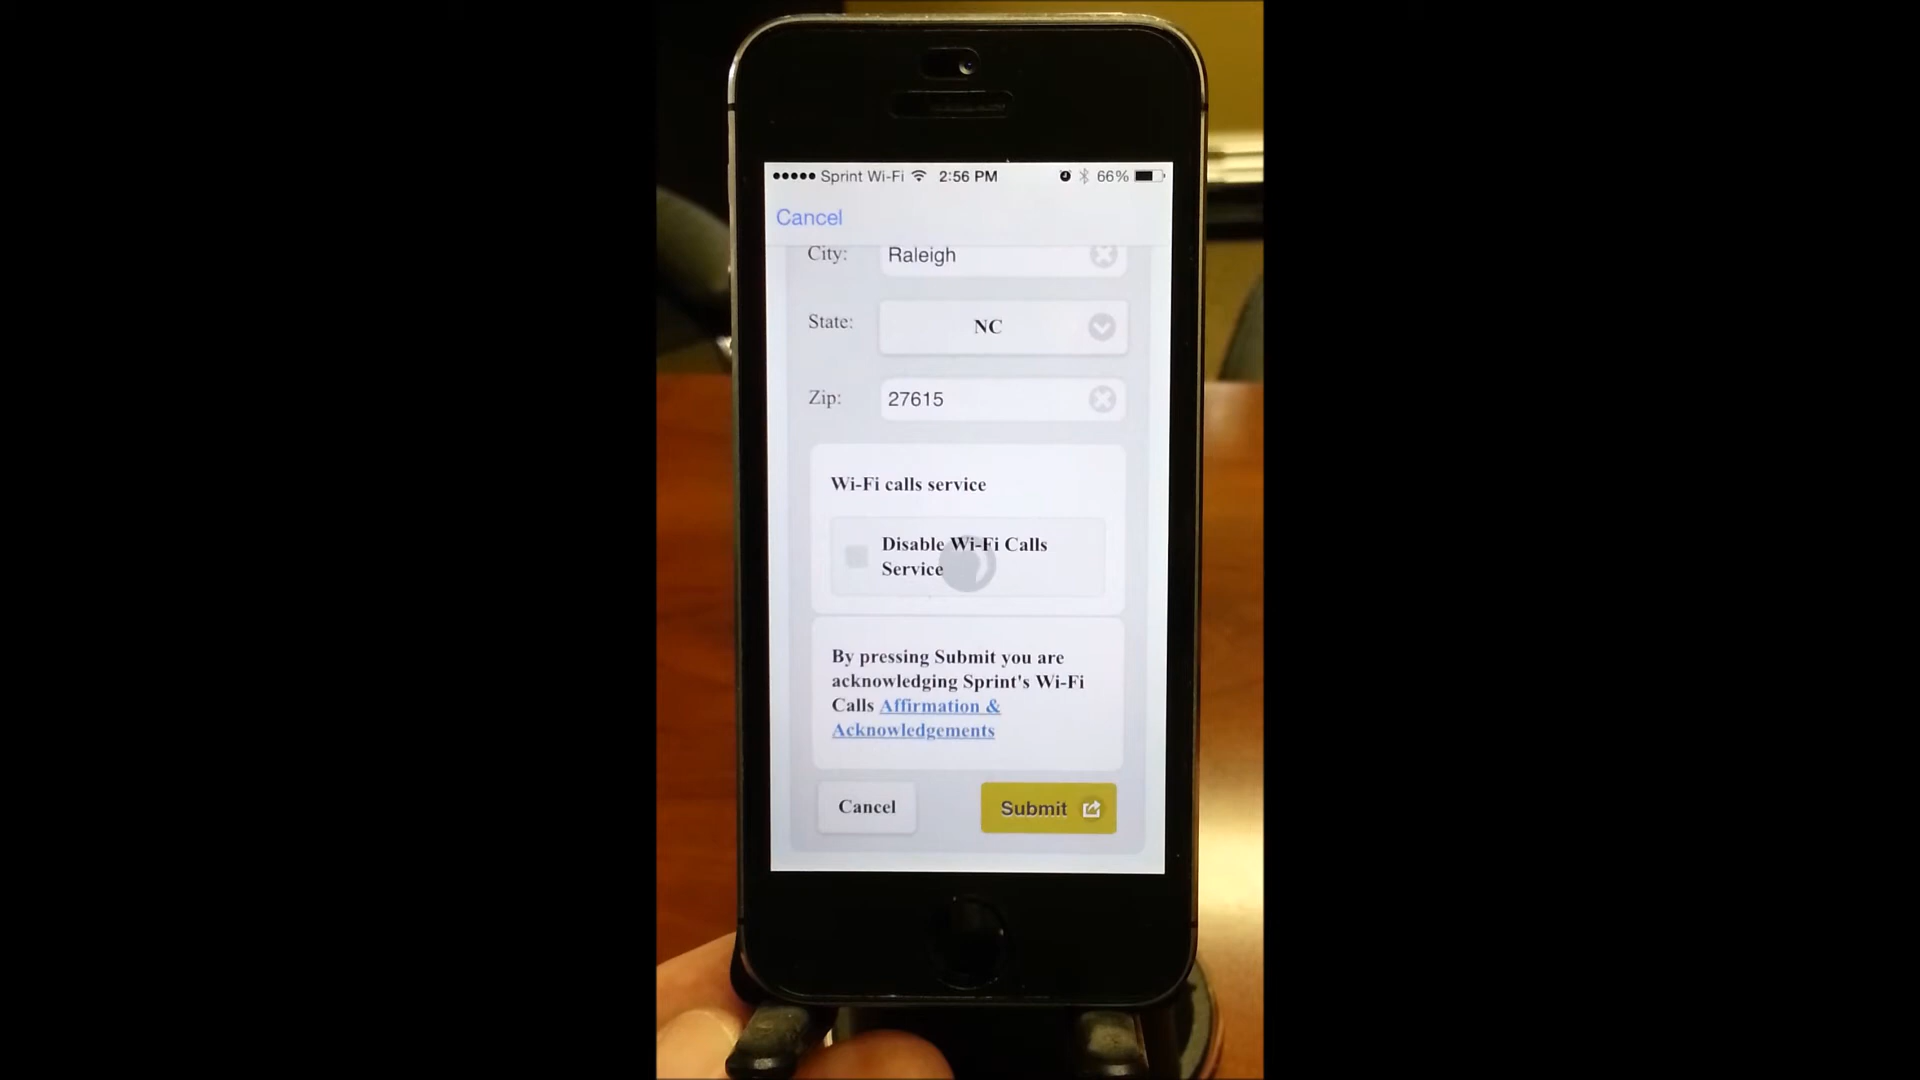 Sprint Wi-Fi 2:56 PM 66%
Cancel
City: Raleigh
State: NC
Zip: 27615
Wi-Fi calls service
Disable Wi-Fi Calls
Service
By pressing Submit you are
acknowledging Sprint's Wi-Fi
Calls Affirmation &
Acknowledgements
Cancel Submit